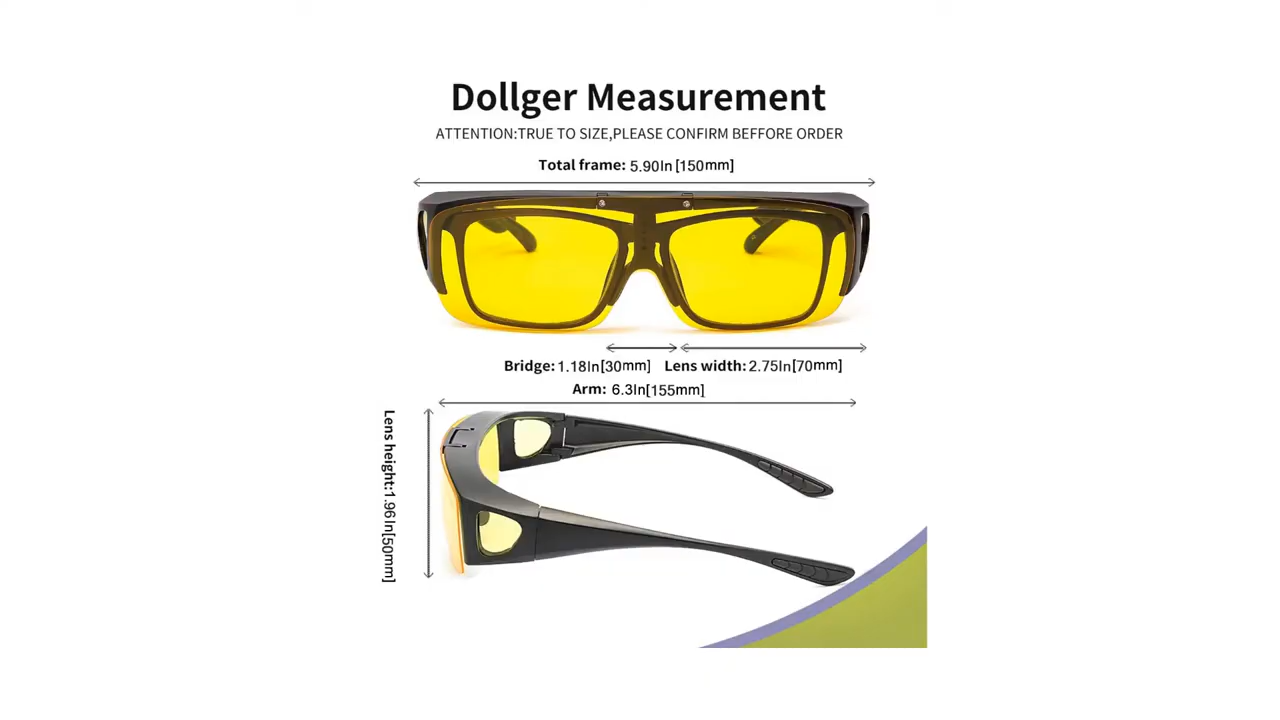 Dollger Measurement
ATTENTION:TRUE TO SIZE,PLEASE CONFIRM BEFFORE ORDER
Total frame: 5.90In[150mm]
Bridge:1.18In[30mm] Lens width:2.75In[70mm]
Arm: 6.3In[155mm]
Lens height:1.96In[50mm]